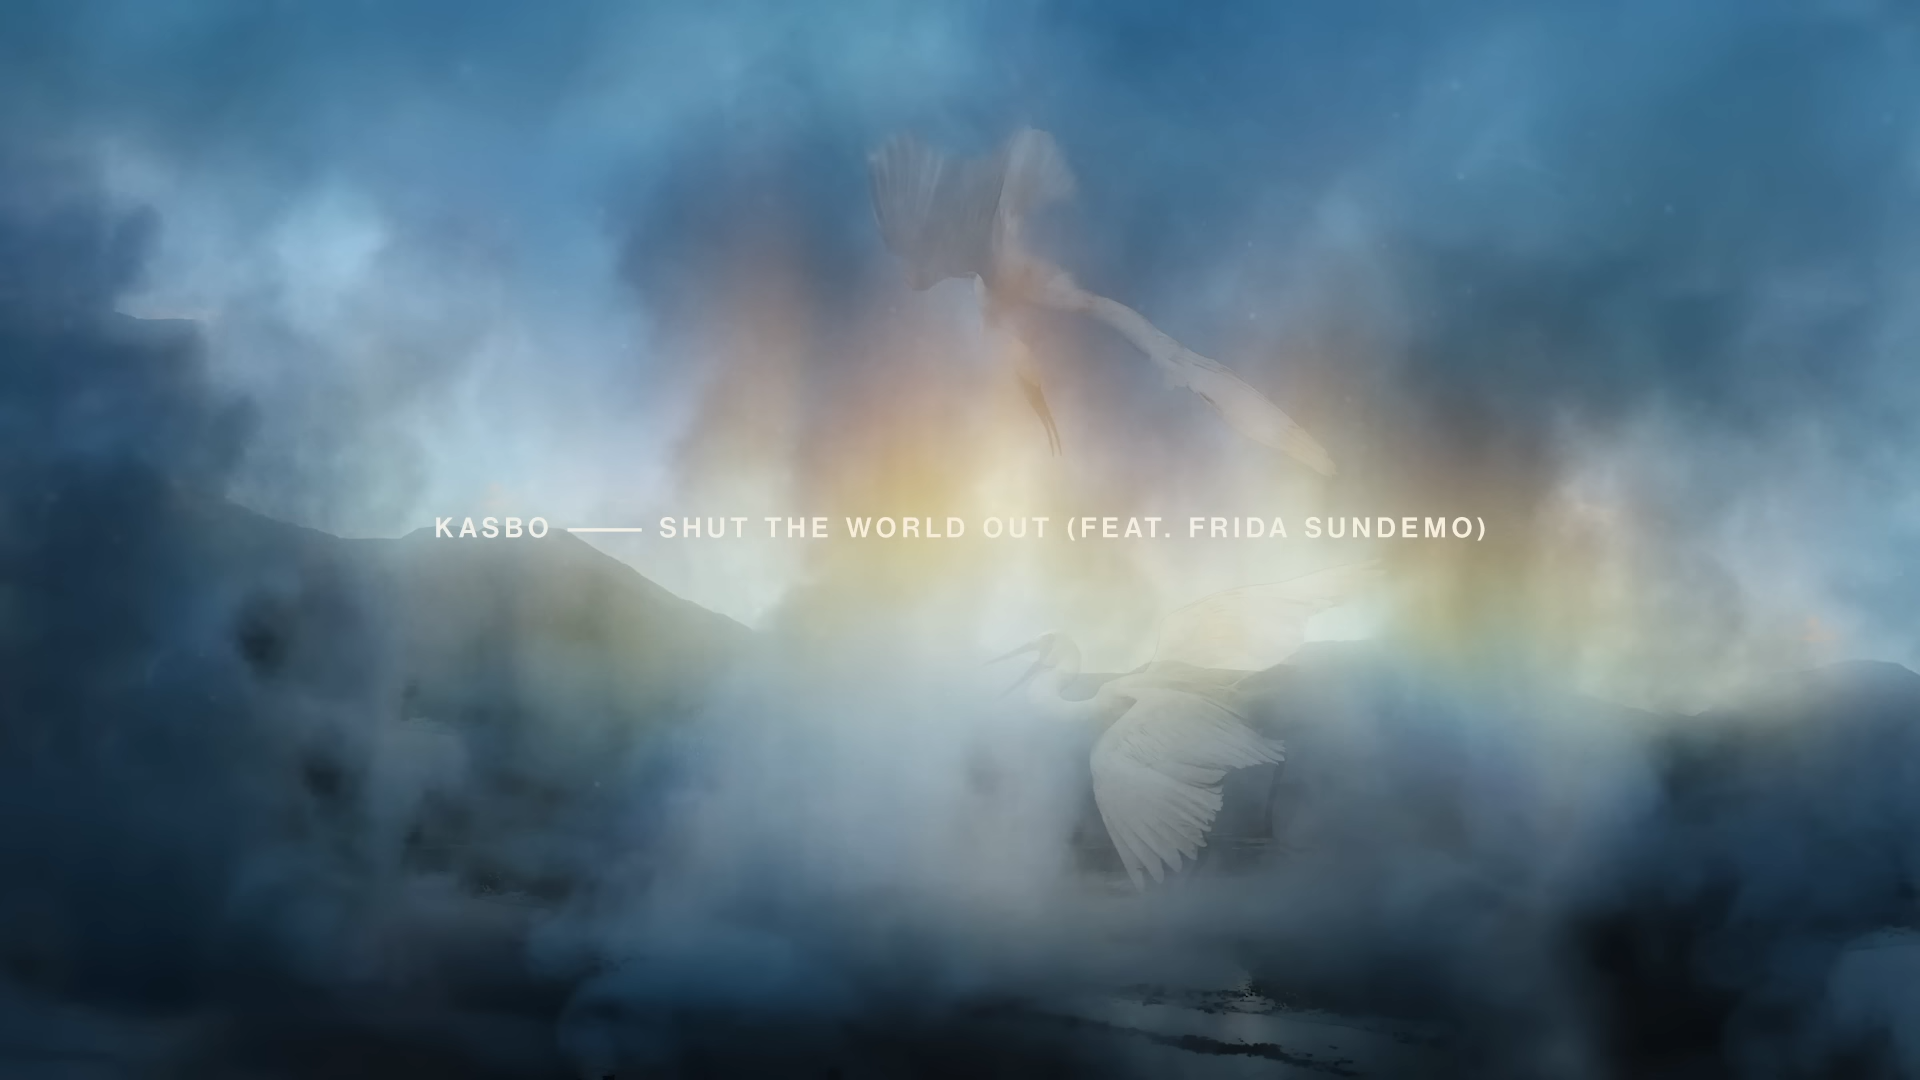 KASBO —— SHUT THE WORLD OUT (FEAT. FRIDA SUNDEMO)